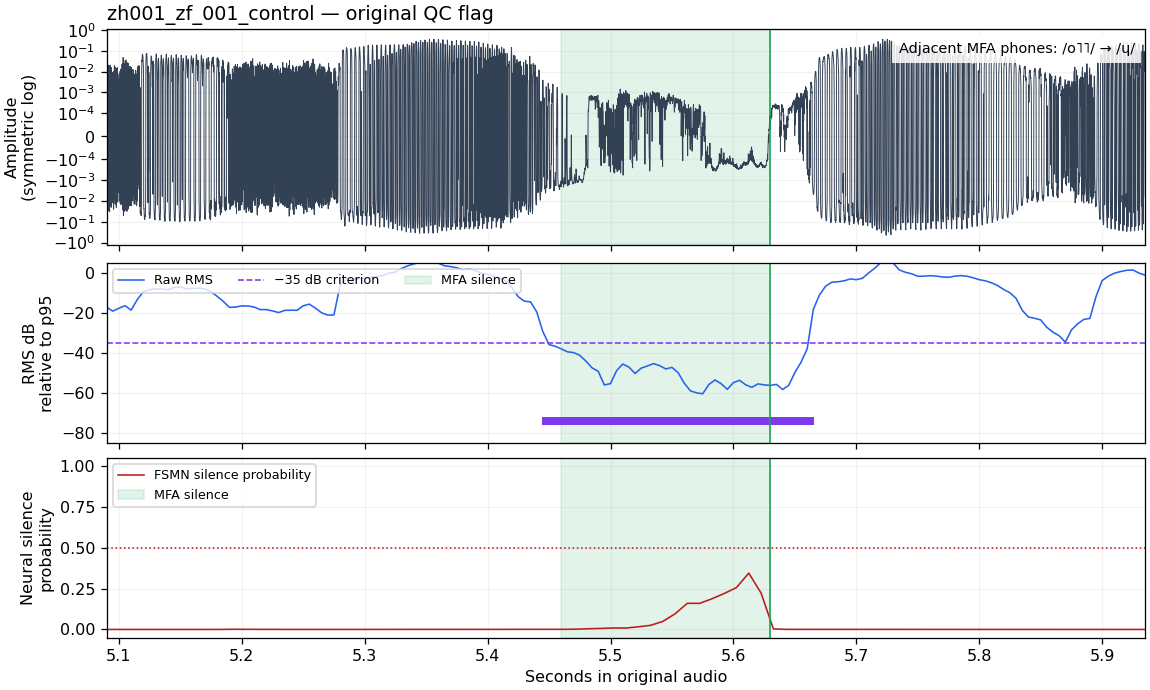 zh001_zf_001_control — original QC flag
Amplitude
(symmetric log)
10⁰
10⁻¹
10⁻²
10⁻³
10⁻⁴
0
−10⁻⁴
−10⁻³
−10⁻²
−10⁻¹
−10⁰
Adjacent MFA phones: /o˥˥/ → /ɥ/
RMS dB
relative to p95
0
−20
−40
−60
−80
Raw RMS
−35 dB criterion
MFA silence
Neural silence
probability
1.00
0.75
0.50
0.25
0.00
FSMN silence probability
MFA silence
5.1 5.2 5.3 5.4 5.5 5.6 5.7 5.8 5.9
Seconds in original audio